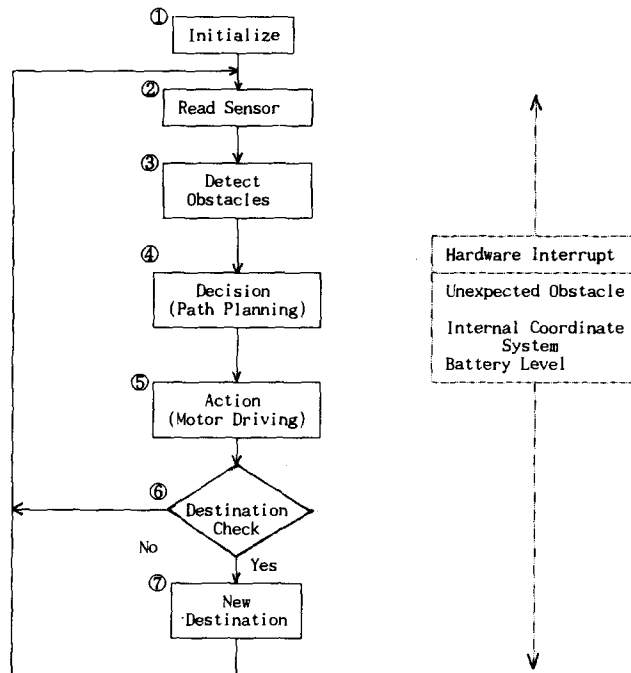 ①
Initialize
②
Read Sensor
③
Detect
Obstacles
④
Decision
(Path Planning)
⑤
Action
(Motor Driving)
⑥
Destination
Check
No
Yes
⑦
New
Destination
Hardware Interrupt
Unexpected Obstacle
Internal Coordinate
System
Battery Level